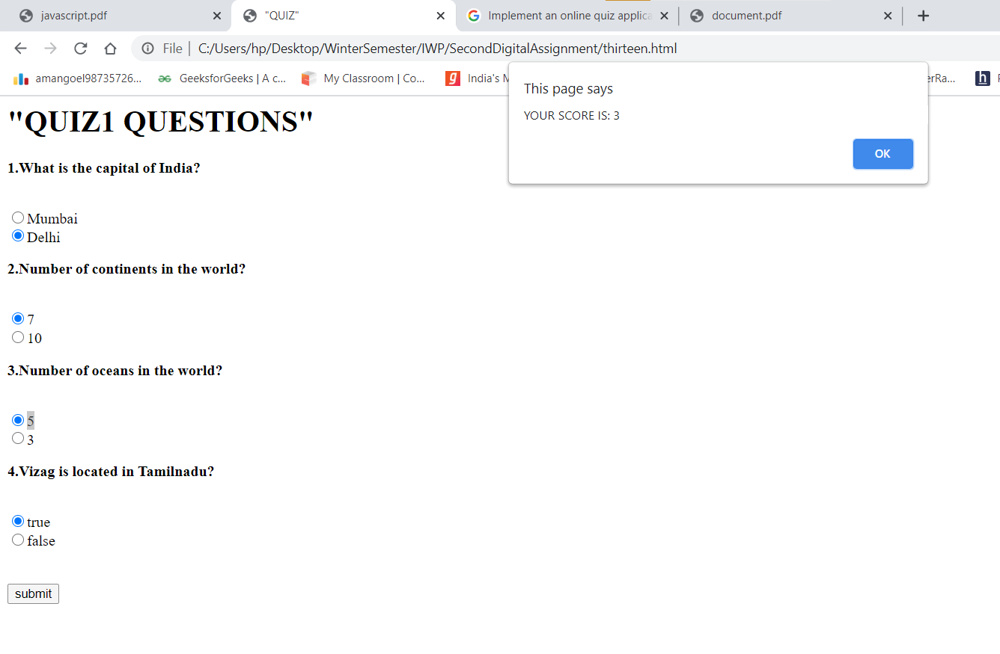 javascript.pdf
"QUIZ"
Implement an online quiz applica
document.pdf
File
C:/Users/hp/Desktop/WinterSemester/IWP/SecondDigitalAssignment/thirteen.html
amangoel98735726...
GeeksforGeeks | A c...
My Classroom | Co...
India's
erRa...
This page says
YOUR SCORE IS: 3
OK
"QUIZ1 QUESTIONS"
1.What is the capital of India?
Mumbai
Delhi
2.Number of continents in the world?
7
10
3.Number of oceans in the world?
5
3
4.Vizag is located in Tamilnadu?
true
false
submit